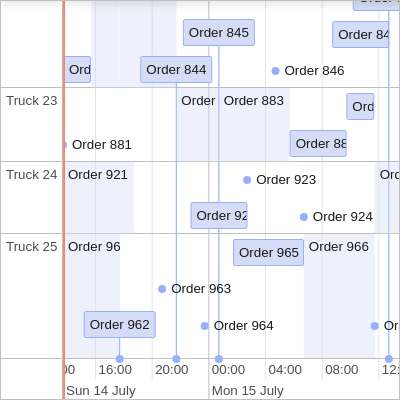 Order 845
Order 84
Ord
Order 844
Order 846
Truck 23
Order
Order 883
Ord
Order 881
Order 88
Truck 24
Order 921
Order 923
Ord
Order 92
Order 924
Truck 25
Order 96
Order 965
Order 966
Order 963
Order 962
Order 964
Or
00
16:00
20:00
00:00
04:00
08:00
12:
Sun 14 July
Mon 15 July